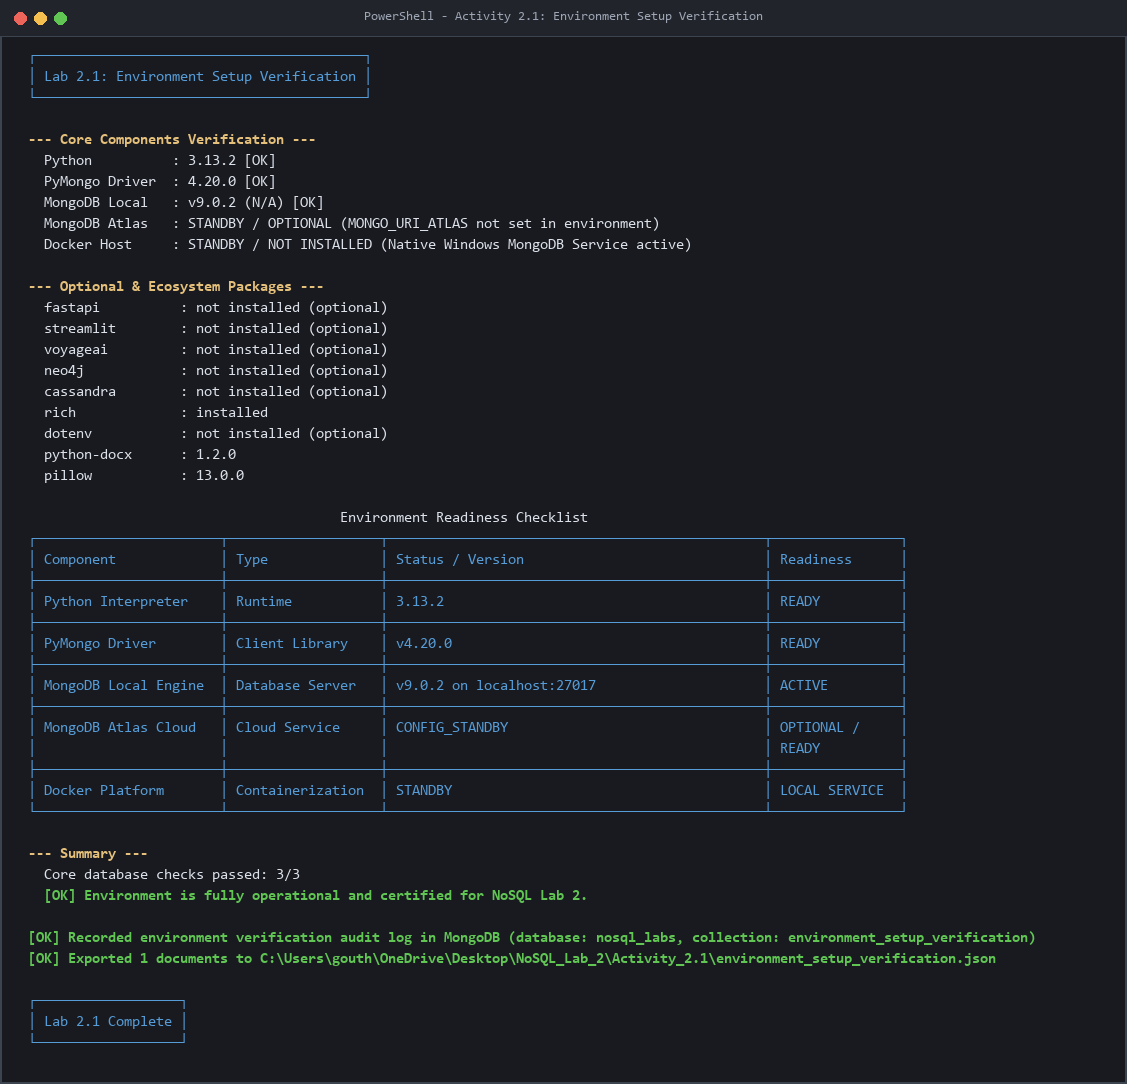 PowerShell - Activity 2.1: Environment Setup Verification
Lab 2.1: Environment Setup Verification
--- Core Components Verification ---
Python : 3.13.2 [OK]
PyMongo Driver : 4.20.0 [OK]
MongoDB Local : v9.0.2 (N/A) [OK]
MongoDB Atlas : STANDBY / OPTIONAL (MONGO_URI_ATLAS not set in environment)
Docker Host : STANDBY / NOT INSTALLED (Native Windows MongoDB Service active)
--- Optional & Ecosystem Packages ---
fastapi : not installed (optional)
streamlit : not installed (optional)
voyageai : not installed (optional)
neo4j : not installed (optional)
cassandra : not installed (optional)
rich : installed
dotenv : not installed (optional)
python-docx : 1.2.0
pillow : 13.0.0
Environment Readiness Checklist
Component Type Status / Version Readiness
Python Interpreter Runtime 3.13.2 READY
PyMongo Driver Client Library v4.20.0 READY
MongoDB Local Engine Database Server v9.0.2 on localhost:27017 ACTIVE
MongoDB Atlas Cloud Cloud Service CONFIG_STANDBY OPTIONAL /
READY
Docker Platform Containerization STANDBY LOCAL SERVICE
--- Summary ---
Core database checks passed: 3/3
[OK] Environment is fully operational and certified for NoSQL Lab 2.
[OK] Recorded environment verification audit log in MongoDB (database: nosql_labs, collection: environment_setup_verification)
[OK] Exported 1 documents to C:\Users\gouth\OneDrive\Desktop\NoSQL_Lab_2\Activity_2.1\environment_setup_verification.json
Lab 2.1 Complete